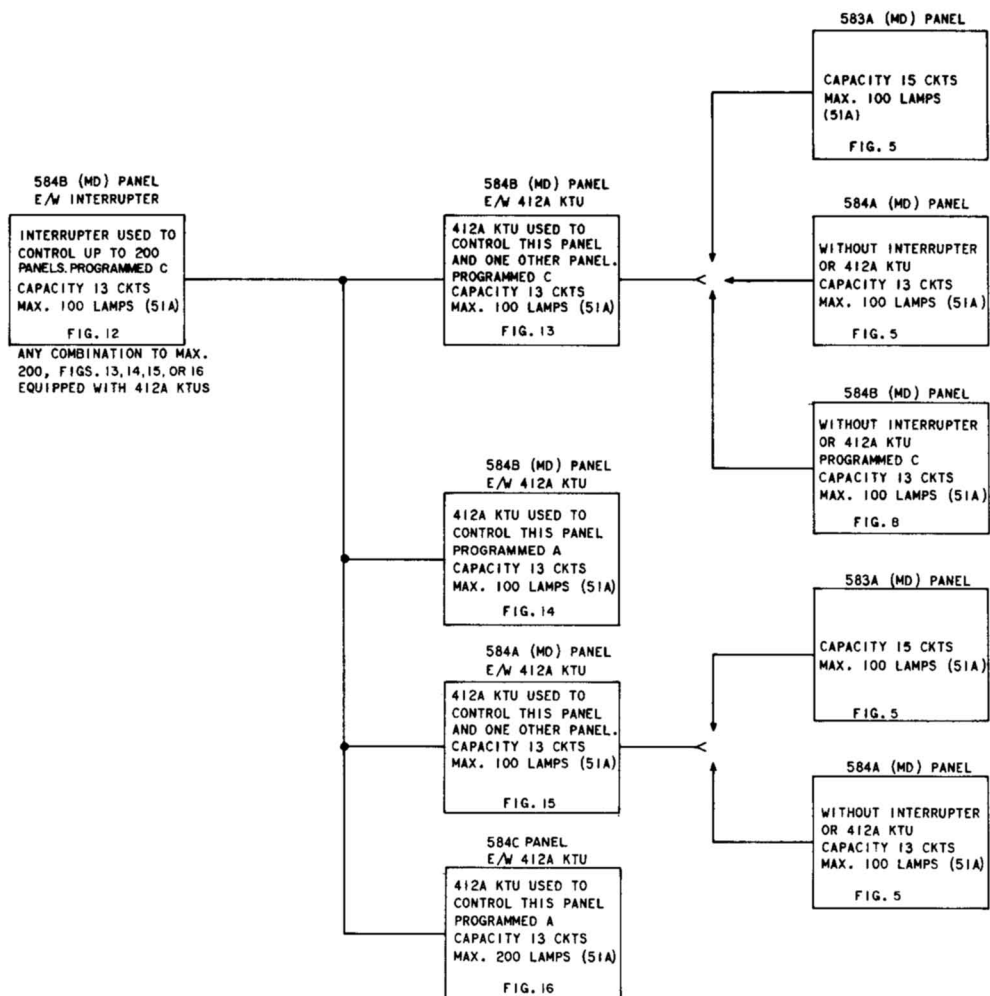 584B (MD) PANEL
E/W INTERRUPTER
INTERRUPTER USED TO
CONTROL UP TO 200
PANELS. PROGRAMMED C
CAPACITY 13 CKTS
MAX. 100 LAMPS (51A)
FIG. 12
ANY COMBINATION TO MAX.
200, FIGS. 13, 14, 15, OR 16
EQUIPPED WITH 412A KTUS
584B (MD) PANEL
E/W 412A KTU
412A KTU USED TO
CONTROL THIS PANEL
AND ONE OTHER PANEL.
PROGRAMMED C
CAPACITY 13 CKTS
MAX. 100 LAMPS (51A)
FIG. 13
584B (MD) PANEL
E/W 412A KTU
412A KTU USED TO
CONTROL THIS PANEL
PROGRAMMED A
CAPACITY 13 CKTS
MAX. 100 LAMPS (51A)
FIG. 14
584A (MD) PANEL
E/W 412A KTU
412A KTU USED TO
CONTROL THIS PANEL
AND ONE OTHER PANEL.
CAPACITY 13 CKTS
MAX. 100 LAMPS (51A)
FIG. 15
584C PANEL
E/W 412A KTU
412A KTU USED TO
CONTROL THIS PANEL
PROGRAMMED A
CAPACITY 13 CKTS
MAX. 200 LAMPS (51A)
FIG. 16
583A (MD) PANEL
CAPACITY 15 CKTS
MAX. 100 LAMPS
(51A)
FIG. 5
584A (MD) PANEL
WITHOUT INTERRUPTER
OR 412A KTU
CAPACITY 13 CKTS
MAX. 100 LAMPS (51A)
FIG. 5
584B (MD) PANEL
WITHOUT INTERRUPTER
OR 412A KTU
PROGRAMMED C
CAPACITY 13 CKTS
MAX. 100 LAMPS (51A)
FIG. 8
583A (MD) PANEL
CAPACITY 15 CKTS
MAX. 100 LAMPS (51A)
FIG. 5
584A (MD) PANEL
WITHOUT INTERRUPTER
OR 412A KTU
CAPACITY 13 CKTS
MAX. 100 LAMPS (51A)
FIG. 5